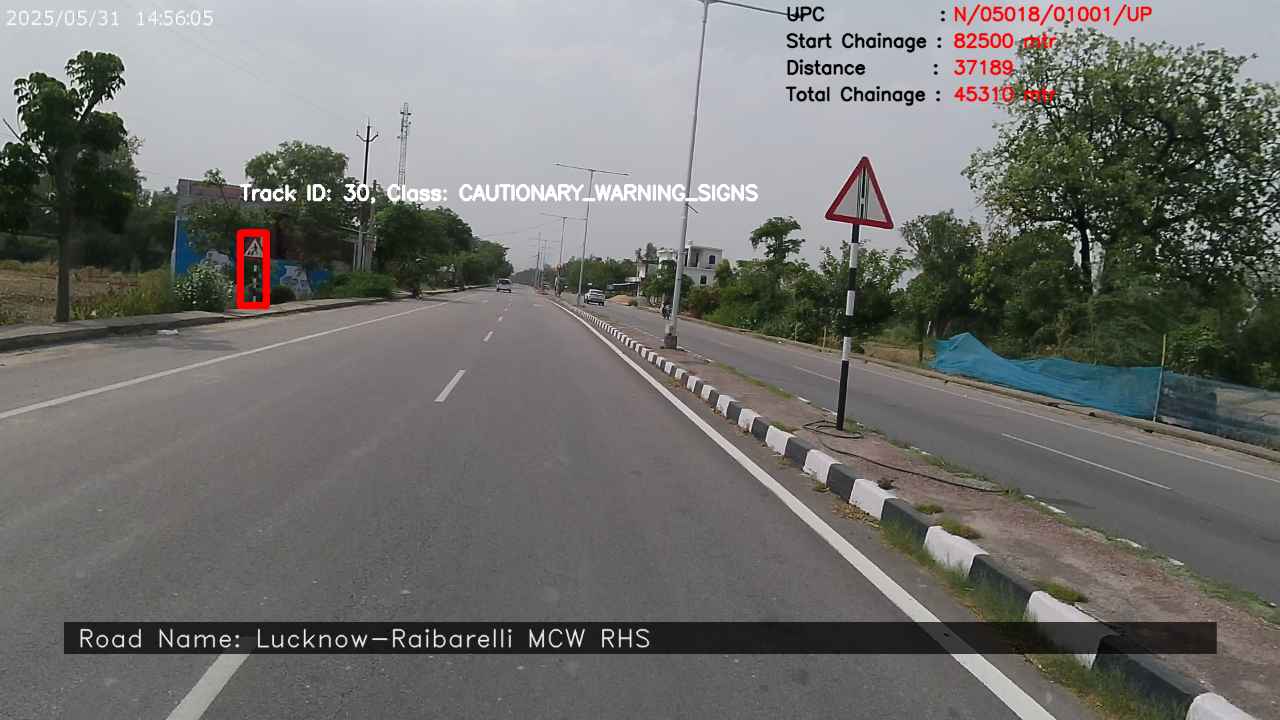 2025/05/31 14:56:05
UPC : N/05018/01001/UP
Start Chainage : 82500 mtr
Distance : 37189
Total Chainage : 45310 mtr
Track ID: 30, Class: CAUTIONARY_WARNING_SIGNS
Road Name: Lucknow-Raibarelli MCW RHS